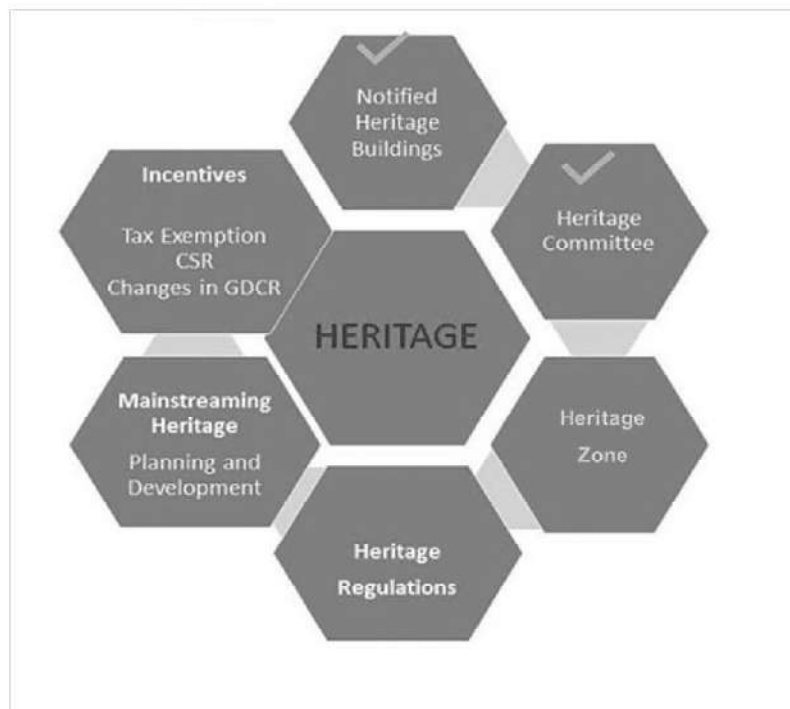 Notified
Heritage
Buildings
Heritage
Committee
Heritage
Zone
Heritage
Regulations
Mainstreaming
Heritage
Planning and
Development
Incentives
Tax Exemption
CSR
Changes in GDCR
HERITAGE